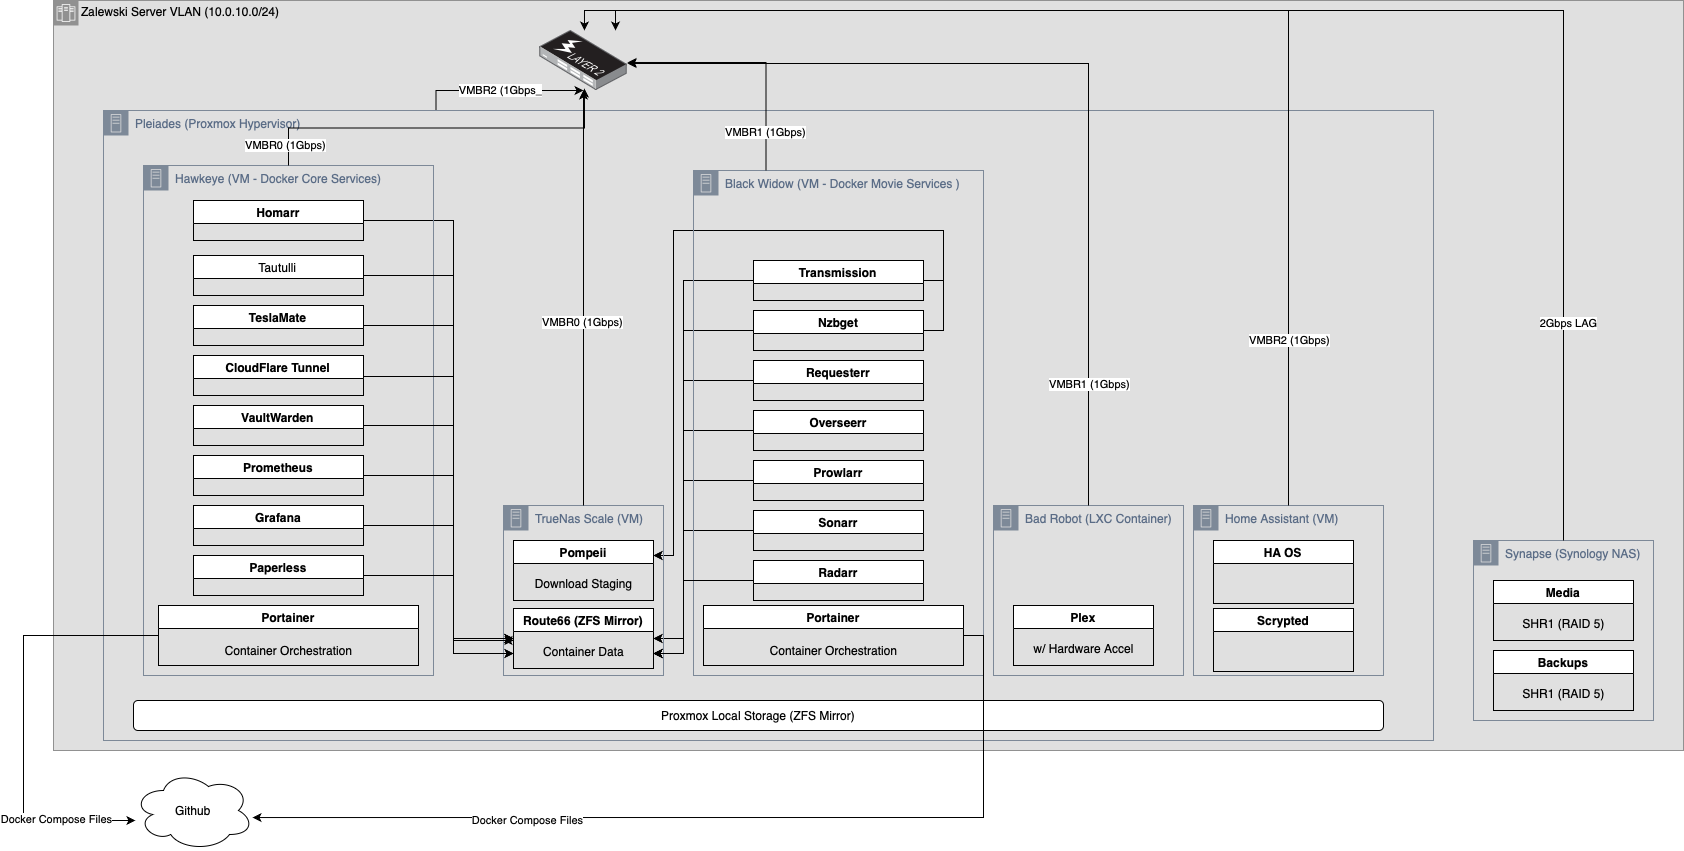 Zalewski Server VLAN (10.0.10.0/24)
LAYER 2
VMBR2 (1Gbps_
Pleiades (Proxmox Hypervisor)
VMBR0 (1Gbps)
VMBR1 (1Gbps)
Hawkeye (VM - Docker Core Services)
Homarr
Tautulli
TeslaMate
CloudFlare Tunnel
VaultWarden
Prometheus
Grafana
Paperless
Portainer
Container Orchestration
VMBR0 (1Gbps)
TrueNas Scale (VM)
Pompeii
Download Staging
Route66 (ZFS Mirror)
Container Data
Black Widow (VM - Docker Movie Services )
Transmission
Nzbget
Requesterr
Overseerr
Prowlarr
Sonarr
Radarr
Portainer
Container Orchestration
VMBR1 (1Gbps)
Bad Robot (LXC Container)
Plex
w/ Hardware Accel
VMBR2 (1Gbps)
Home Assistant (VM)
HA OS
Scrypted
2Gbps LAG
Synapse (Synology NAS)
Media
SHR1 (RAID 5)
Backups
SHR1 (RAID 5)
Proxmox Local Storage (ZFS Mirror)
Github
Docker Compose Files
Docker Compose Files